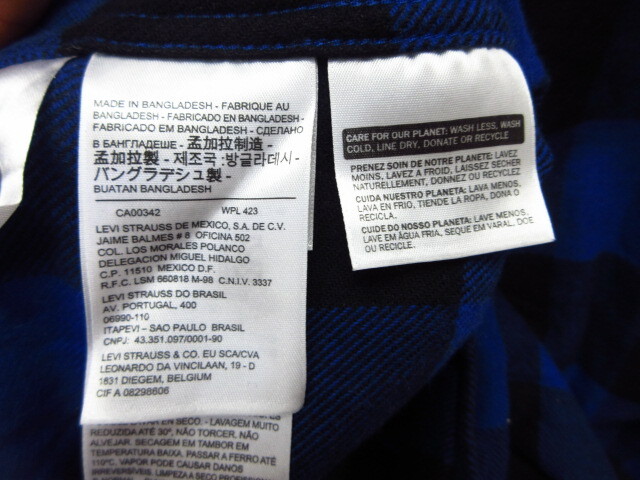 MADE IN BANGLADESH - FABRIQUE AU
BANGLADESH - FABRICADO EN BANGLADESH -
FABRICADO EM BANGLADESH - СДЕЛАНО
В БАНГЛАДЕШЕ - 孟加拉制造 -
孟加拉製 - 제조국 :방글라데시 -
バングラデシュ製 -
BUATAN BANGLADESH
CA00342 WPL 423
LEVI STRAUSS DE MEXICO, S.A. DE C.V.
JAIME BALMES # 8 OFICINA 502
COL. LOS MORALES POLANCO
DELEGACION MIGUEL HIDALGO
C.P. 11510 MEXICO D.F.
R.F.C. LSM 660818 M-98 C.N.I.V. 3337
LEVI STRAUSS DO BRASIL
AV. PORTUGAL, 400
06990-110
ITAPEVI - SAO PAULO BRASIL
CNPJ: 43.351.097/0001-90
LEVI STRAUSS & CO. EU SCA/CVA
LEONARDO DA VINCILAAN, 19 - D
1831 DIEGEM, BELGIUM
CIF A 08298606
EN SECO. - LAVAGEM MUITO
REDUZIDA ATÉ 30°, NÃO TORCER. NÃO
ALVEJAR. SECAGEM EM TAMBOR EM
TEMPERATURA BAIXA. PASSAR A FERRO ATÉ
110°C, VAPOR PODE CAUSAR DANOS
CARE FOR OUR PLANET: WASH LESS, WASH
COLD, LINE DRY, DONATE OR RECYCLE
PRENEZ SOIN DE NOTRE PLANETE: LAVEZ
MOINS, LAVEZ A FROID, LAISSEZ SECHER
NATURELLEMENT, DONNEZ OU RECYCLEZ
CUIDA NUESTRO PLANETA: LAVA MENOS,
LAVA EN FRIO, TIENDE LA ROPA, DONA O
RECICLA.
CUIDE DO NOSSO PLANETA: LAVE MENOS,
LAVE EM ÁGUA FRIA, SEQUE EM VARAL, DOE
OU RECICLE.